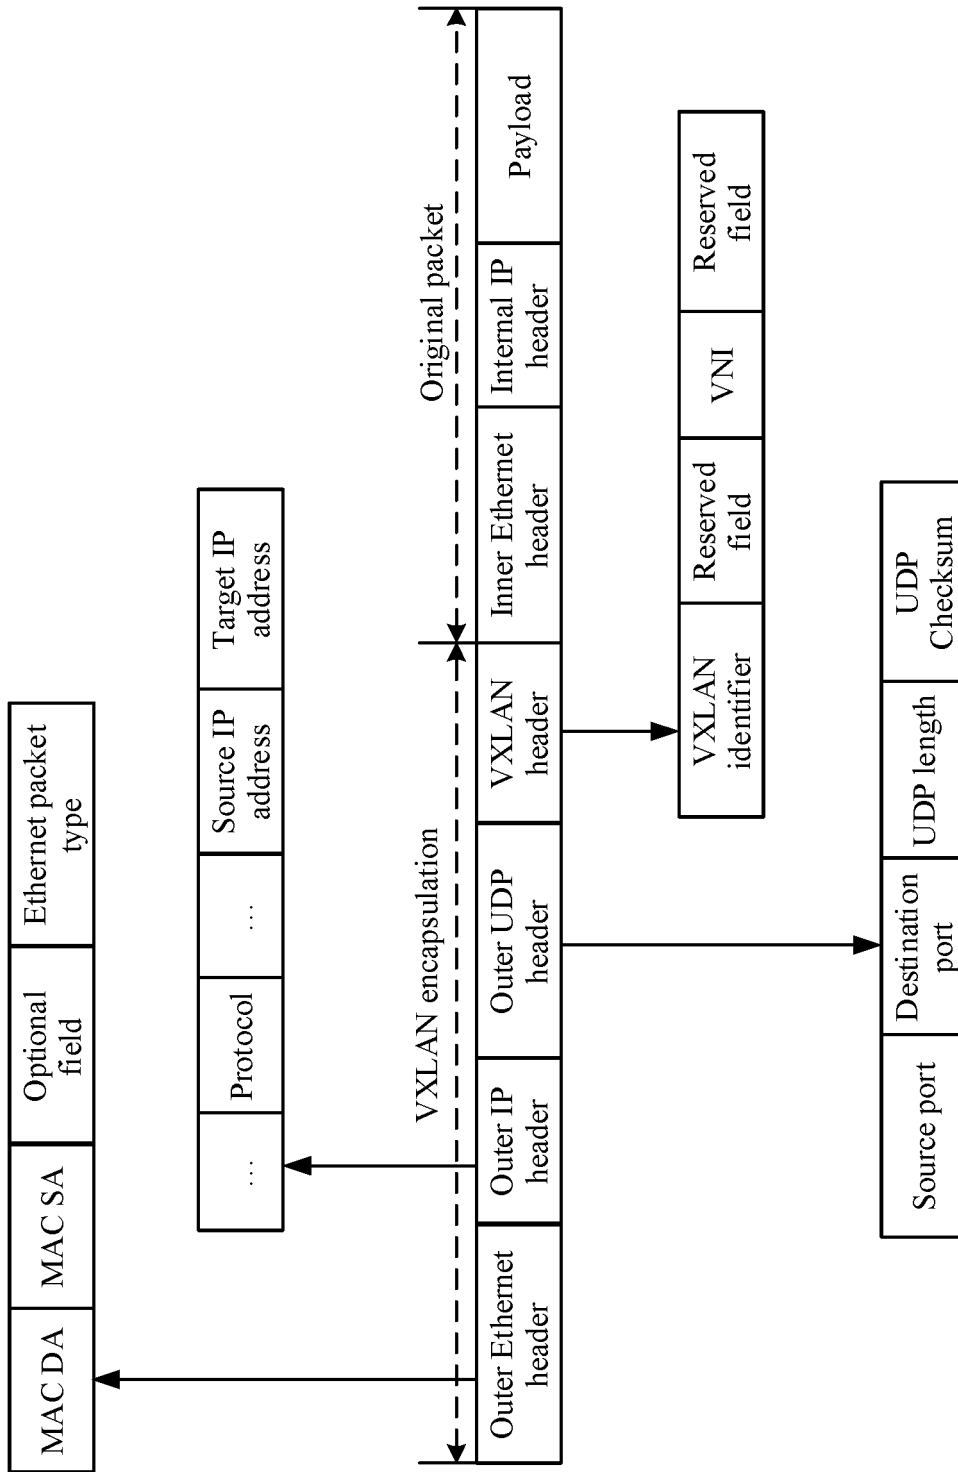 MAC DA
MAC SA
Optional
field
Ethernet packet
type
...
Protocol
...
Source IP
address
Target IP
address
VXLAN encapsulation
Original packet
Outer Ethernet
header
Outer IP
header
Outer UDP
header
VXLAN
header
Inner Ethernet
header
Internal IP
header
Payload
VXLAN
identifier
Reserved
field
VNI
Reserved
field
Source port
Destination
port
UDP length
UDP
Checksum